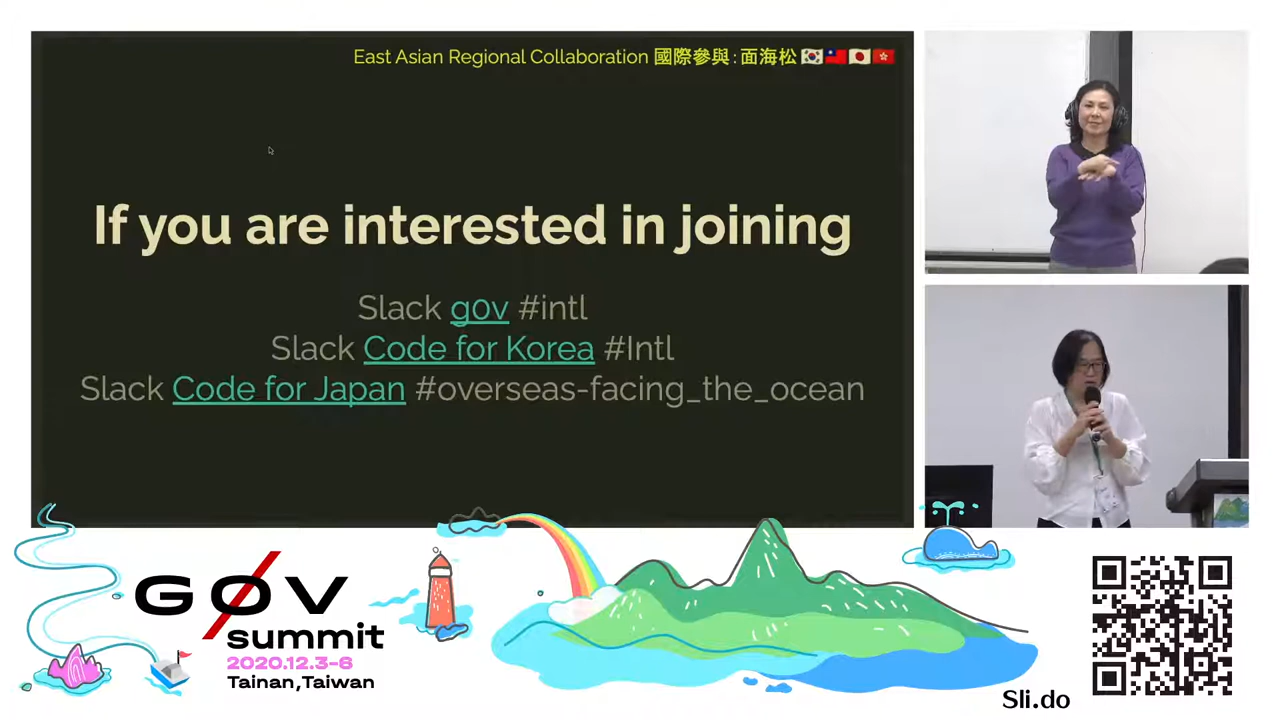 East Asian Regional Collaboration 國際參與：面海松 🇰🇷🇹🇼🇯🇵🇭🇰
If you are interested in joining
Slack g0v #intl
Slack Code for Korea #Intl
Slack Code for Japan #overseas-facing_the_ocean
GØV
summit
2020.12.3-6
Tainan,Taiwan
Sli.do